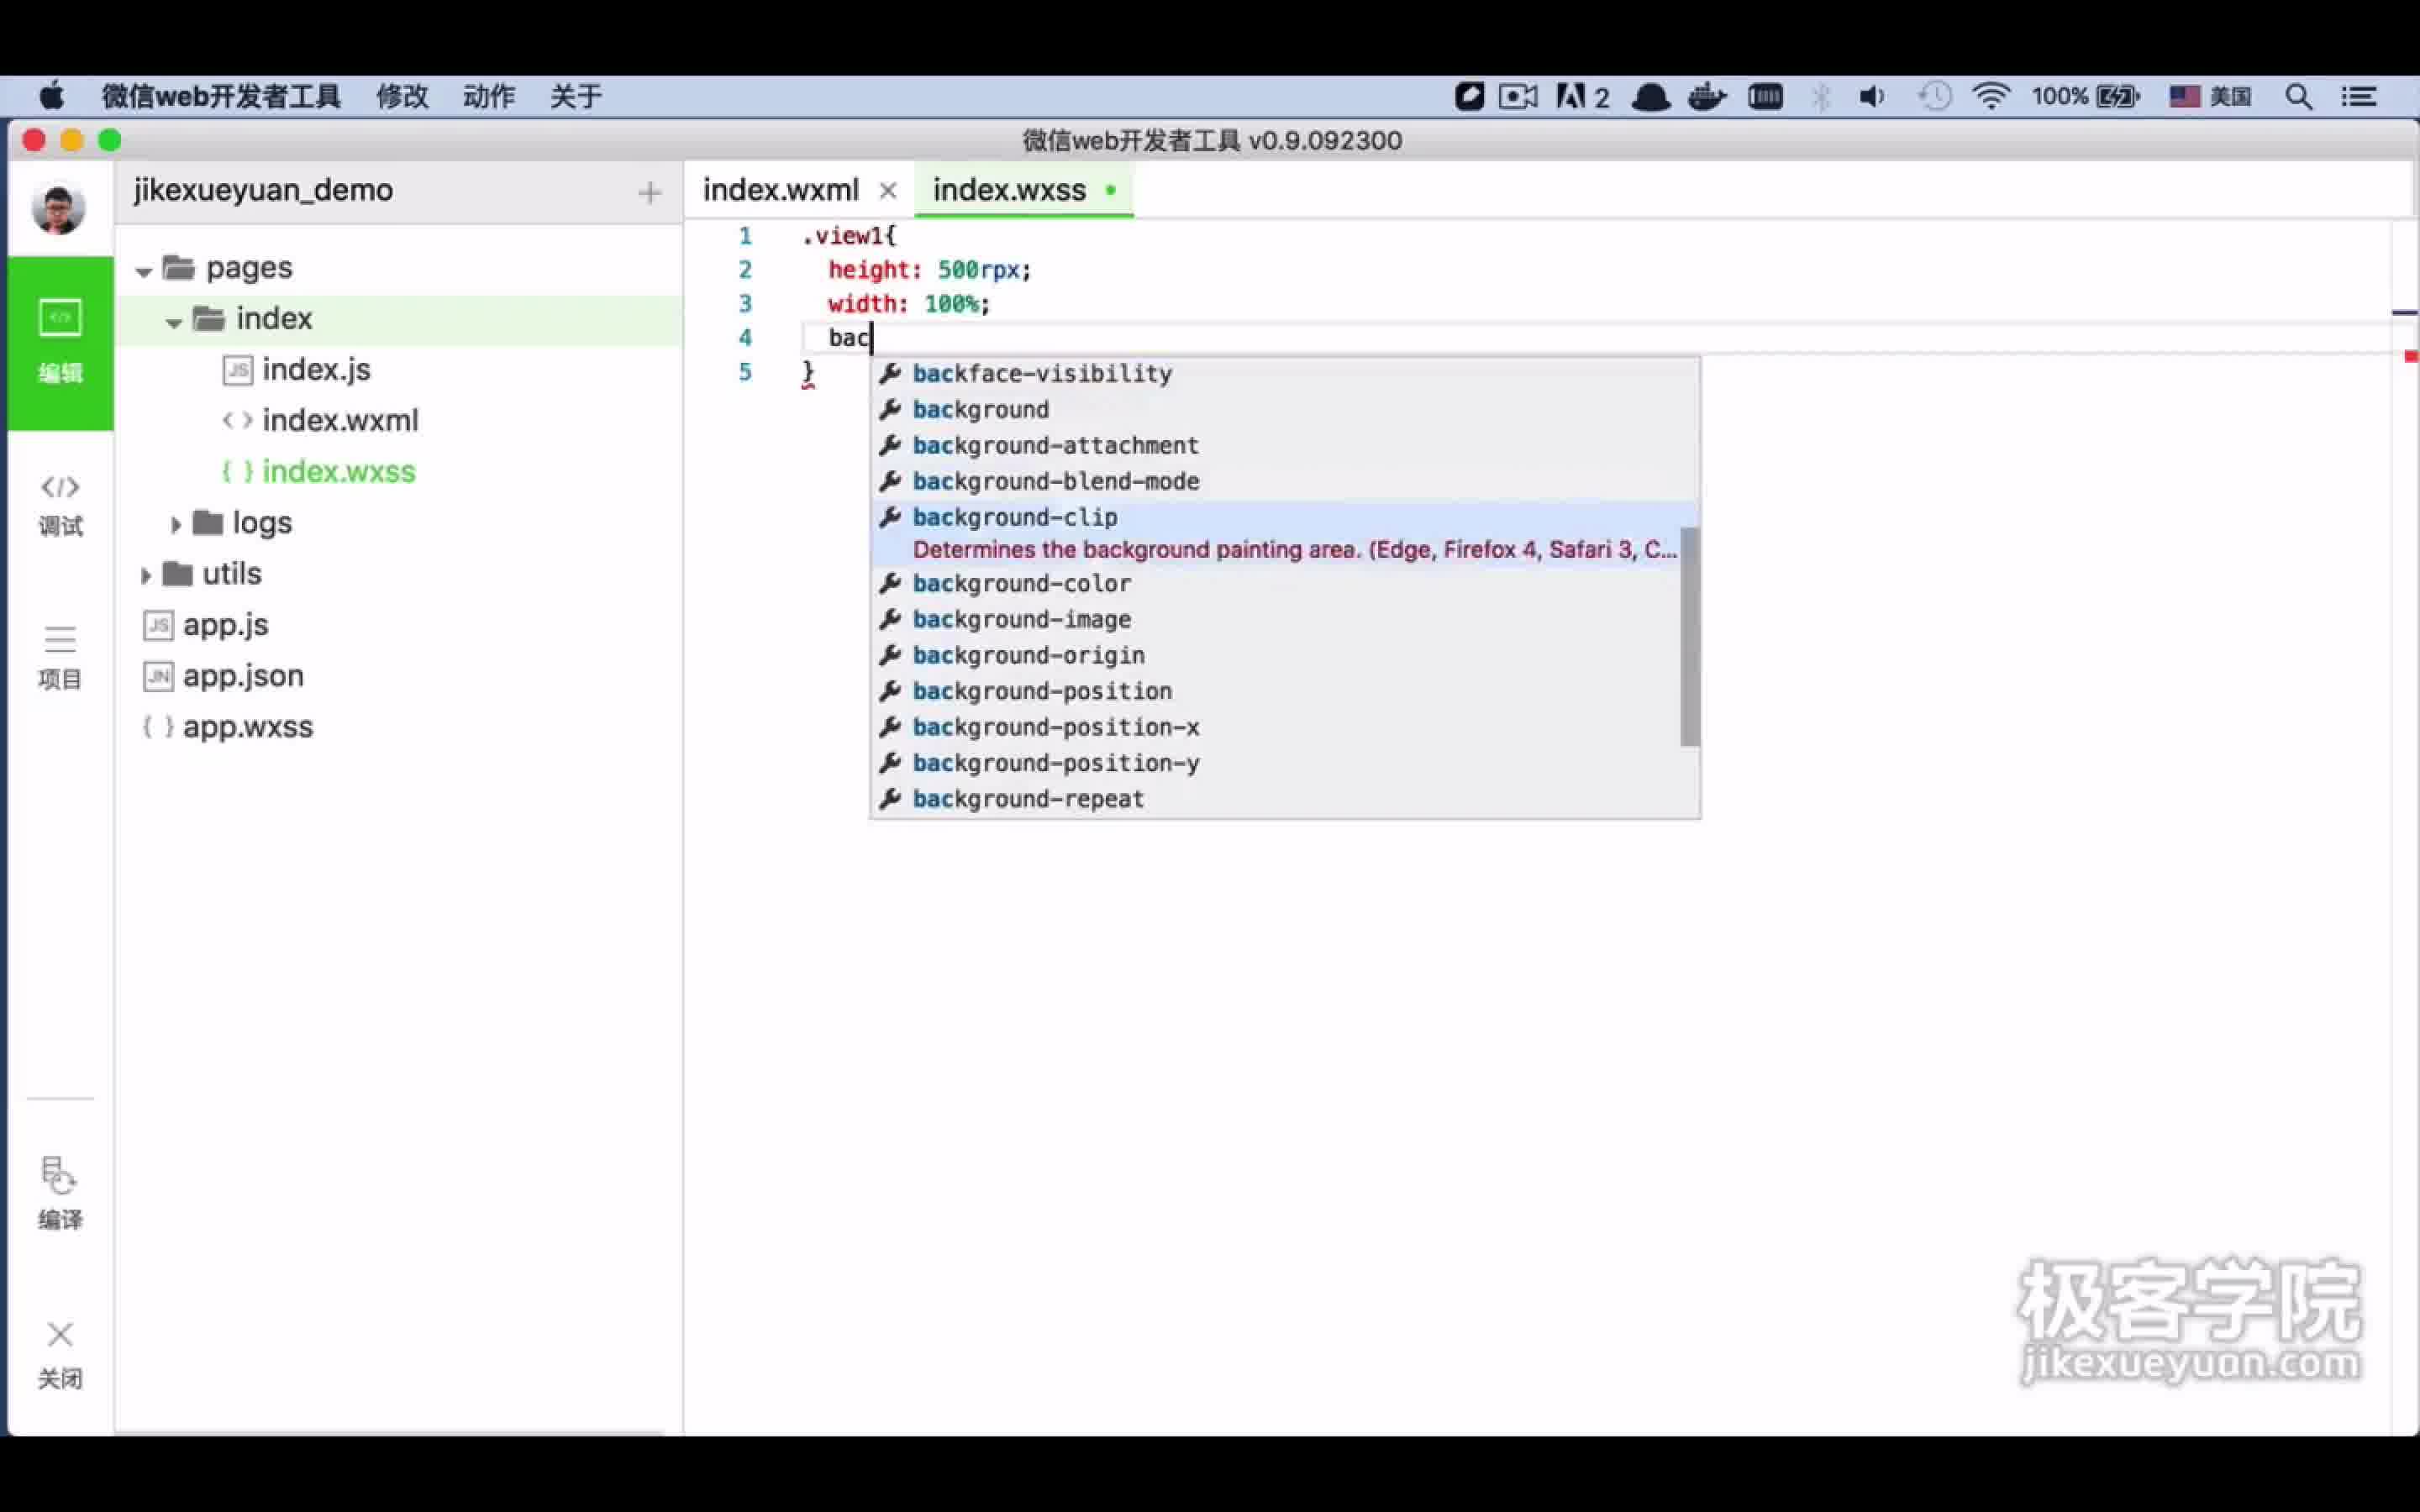 微信web开发者工具 修改 动作 关于 2 100% 美国
微信web开发者工具 v0.9.092300
jikexueyuan_demo +
index.wxml × index.wxss
编辑
调试
项目
编译
关闭
pages
index
JS index.js
< > index.wxml
{ } index.wxss
logs
utils
JS app.js
JN app.json
{ } app.wxss
1 .view1{
2 height: 500rpx;
3 width: 100%;
4 bac
5 }
backface-visibility
background
background-attachment
background-blend-mode
background-clip
Determines the background painting area. (Edge, Firefox 4, Safari 3, C...
background-color
background-image
background-origin
background-position
background-position-x
background-position-y
background-repeat
极客学院
jikexueyuan.com